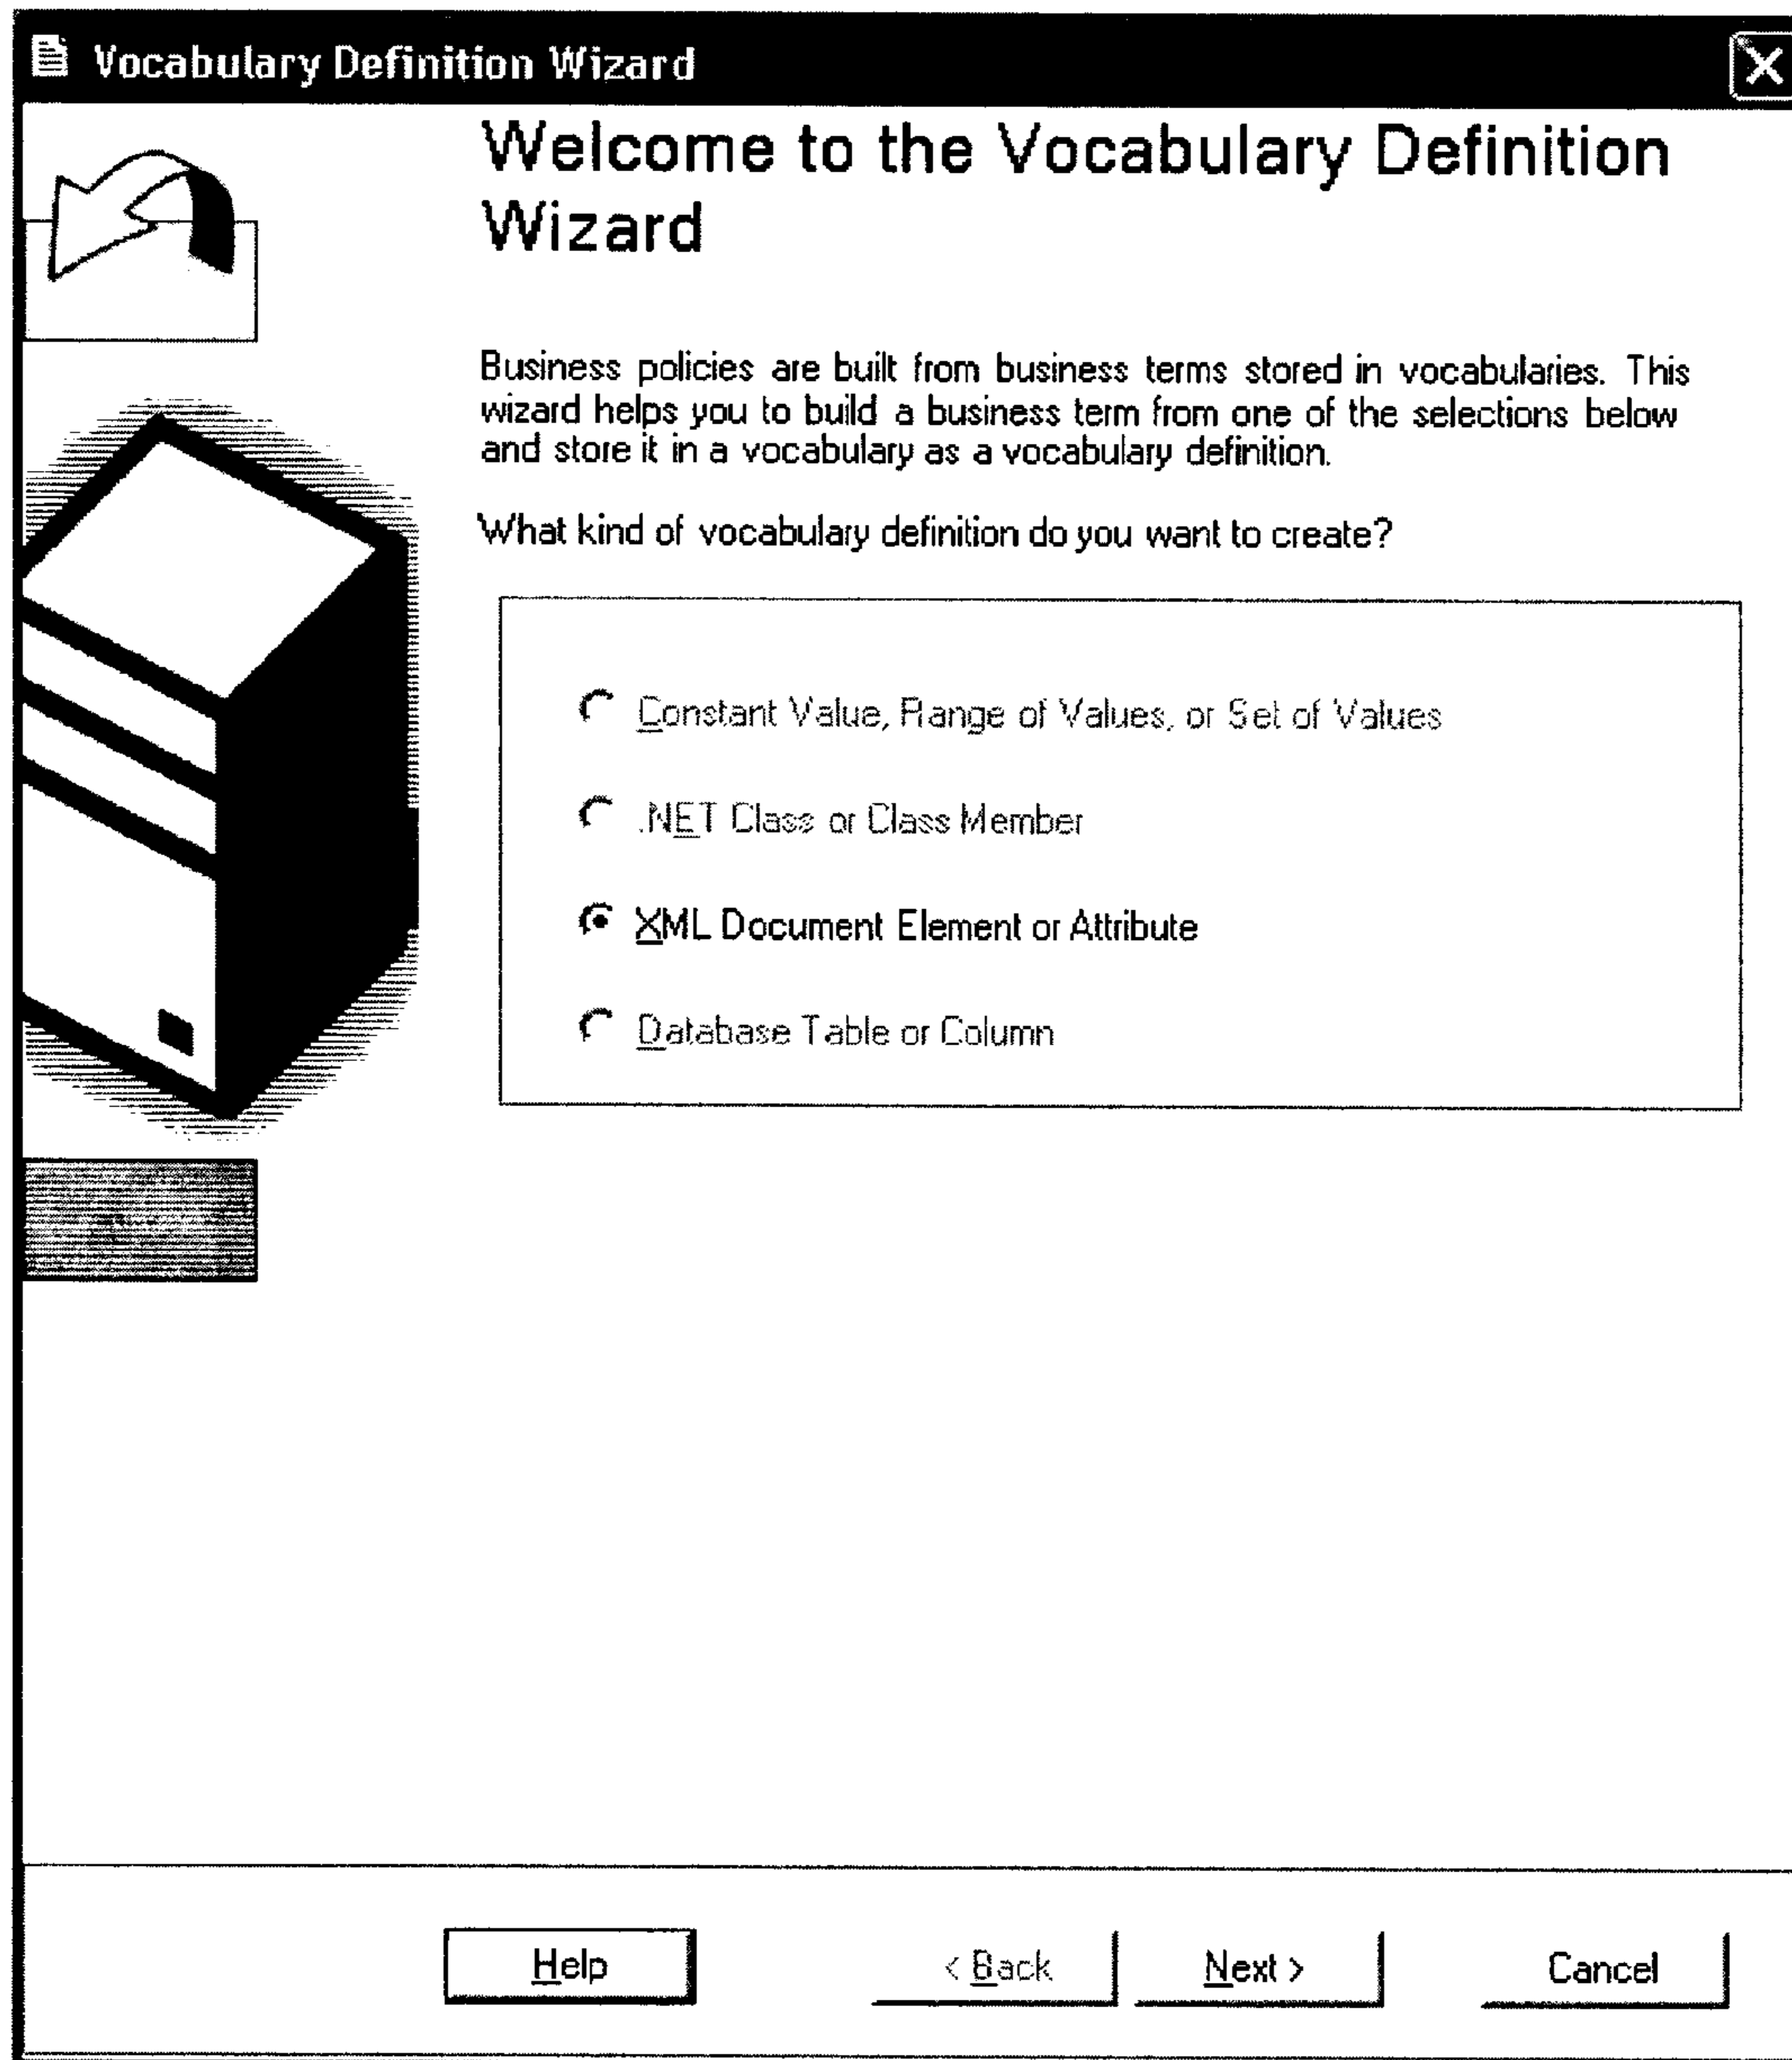 Vocabulary Definition Wizard
Welcome to the Vocabulary Definition
Wizard
Business policies are built from business terms stored in vocabularies. This
wizard helps you to build a business term from one of the selections below
and store it in a vocabulary as a vocabulary definition.
What kind of vocabulary definition do you want to create?
Constant Value, Range of Values, or Set of Values
.NET Class or Class Member
XML Document Element or Attribute
Database Table or Column
Help
< Back
Next >
Cancel